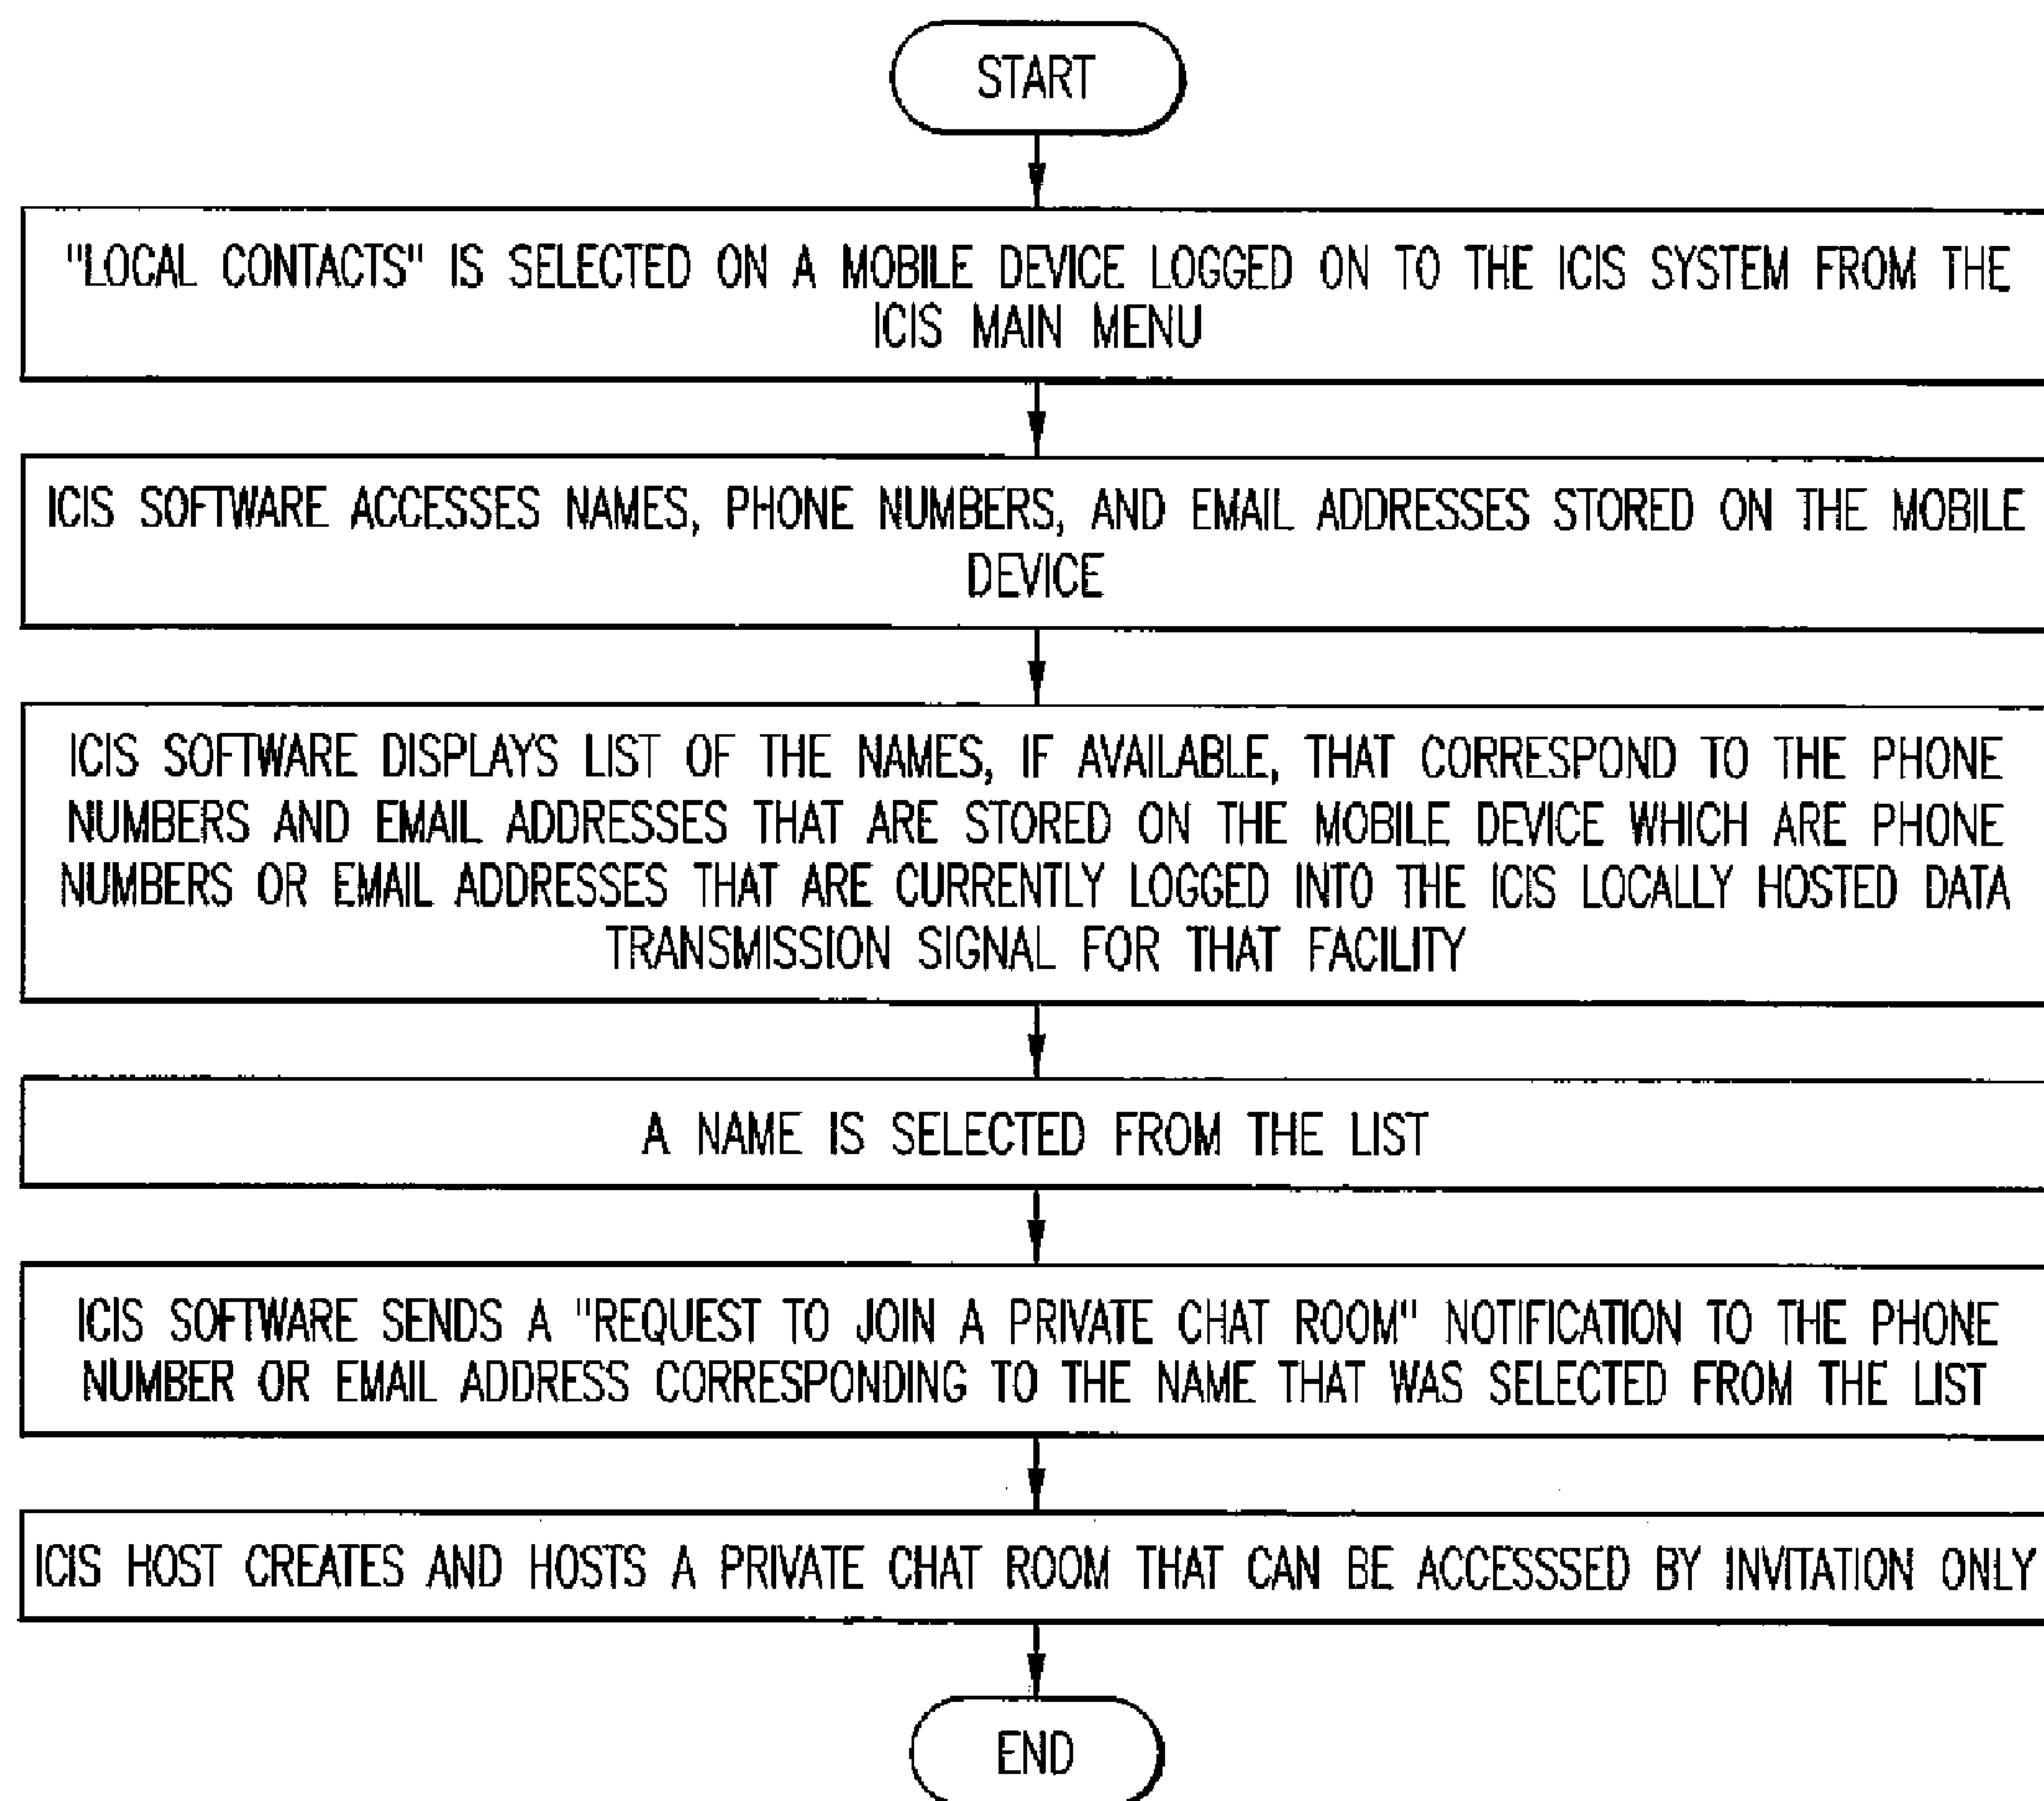 START
"LOCAL CONTACTS" IS SELECTED ON A MOBILE DEVICE LOGGED ON TO THE ICIS SYSTEM FROM THE
ICIS MAIN MENU
ICIS SOFTWARE ACCESSES NAMES, PHONE NUMBERS, AND EMAIL ADDRESSES STORED ON THE MOBILE
DEVICE
ICIS SOFTWARE DISPLAYS LIST OF THE NAMES, IF AVAILABLE, THAT CORRESPOND TO THE PHONE
NUMBERS AND EMAIL ADDRESSES THAT ARE STORED ON THE MOBILE DEVICE WHICH ARE PHONE
NUMBERS OR EMAIL ADDRESSES THAT ARE CURRENTLY LOGGED INTO THE ICIS LOCALLY HOSTED DATA
TRANSMISSION SIGNAL FOR THAT FACILITY
A NAME IS SELECTED FROM THE LIST
ICIS SOFTWARE SENDS A "REQUEST TO JOIN A PRIVATE CHAT ROOM" NOTIFICATION TO THE PHONE
NUMBER OR EMAIL ADDRESS CORRESPONDING TO THE NAME THAT WAS SELECTED FROM THE LIST
ICIS HOST CREATES AND HOSTS A PRIVATE CHAT ROOM THAT CAN BE ACCESSSED BY INVITATION ONLY
END